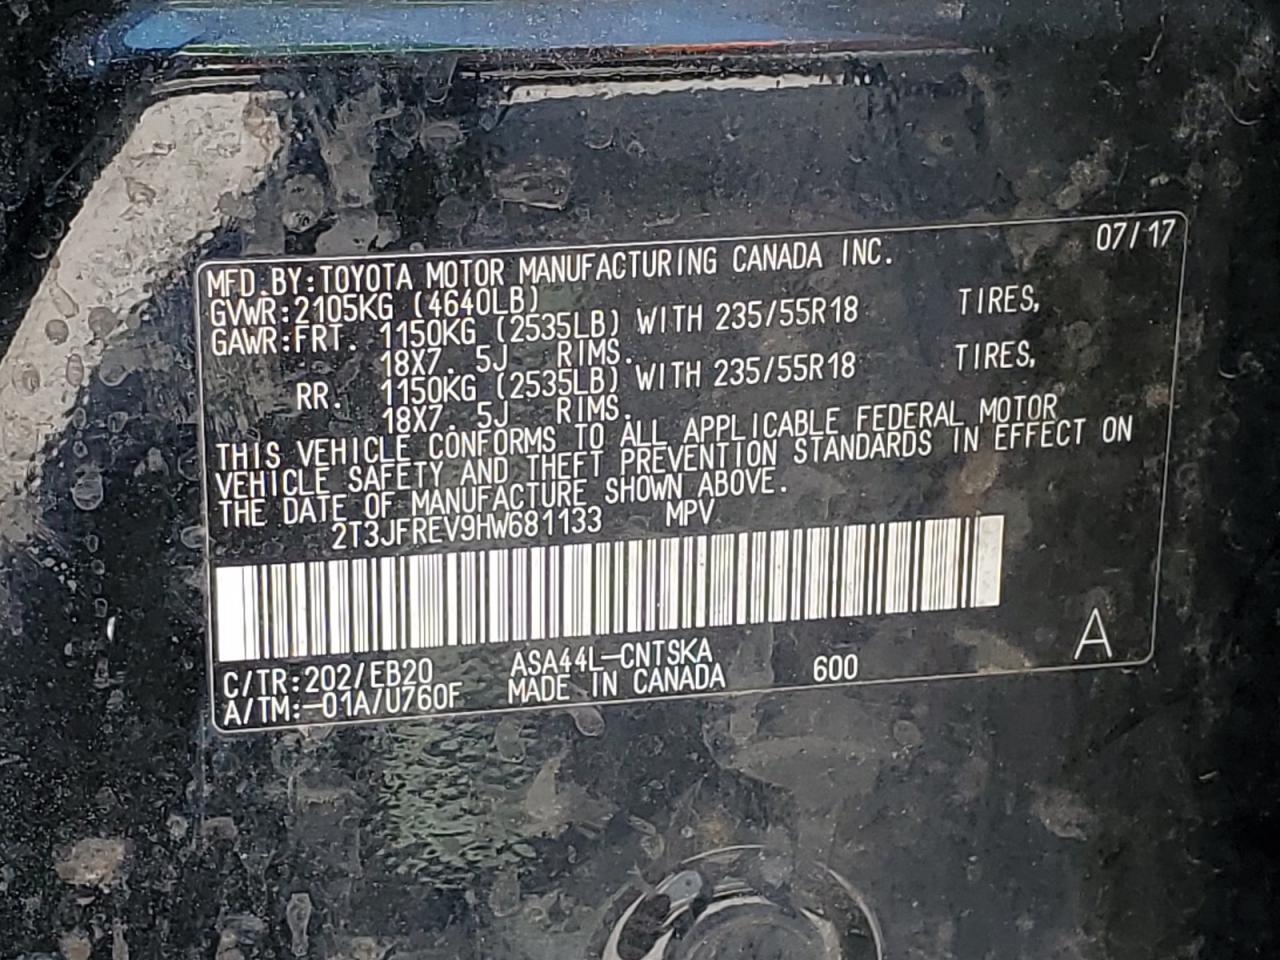 07/17
MFD.BY:TOYOTA MOTOR MANUFACTURING CANADA INC.
GVWR:2105KG (4640LB)
GAWR:FRT. 1150KG (2535LB) WITH 235/55R18 TIRES,
18X7.5J RIMS.
RR. 1150KG (2535LB) WITH 235/55R18 TIRES,
18X7.5J RIMS.
THIS VEHICLE CONFORMS TO ALL APPLICABLE FEDERAL MOTOR
VEHICLE SAFETY AND THEFT PREVENTION STANDARDS IN EFFECT ON
THE DATE OF MANUFACTURE SHOWN ABOVE.
2T3JFREV9HW681133 MPV
C/TR:202/EB20 ASA44L-CNTSKA
A/TM:-01A/U760F MADE IN CANADA 600 A